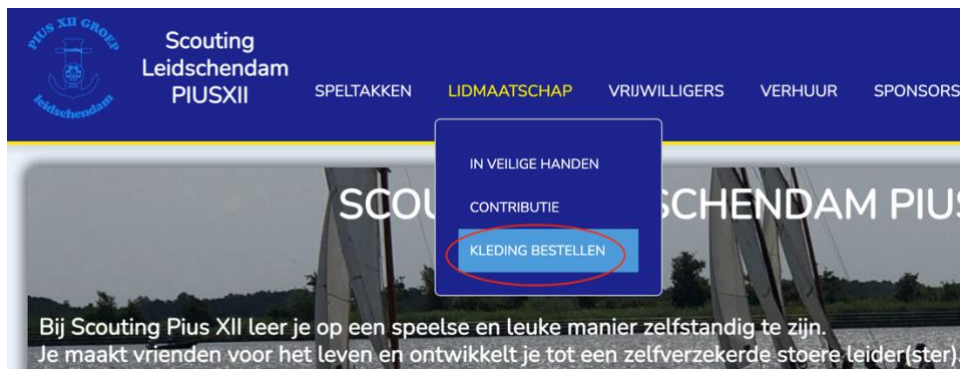 PIUS XII GROEP
Leidschendam
Scouting
Leidschendam
PIUSXII
SPELTAKKEN LIDMAATSCHAP VRIJWILLIGERS VERHUUR SPONSORS
IN VEILIGE HANDEN
CONTRIBUTIE
KLEDING BESTELLEN
SCOU SCHENDAM PIUS
Bij Scouting Pius XII leer je op een speelse en leuke manier zelfstandig te zijn.
Je maakt vrienden voor het leven en ontwikkelt je tot een zelfverzekerde stoere leider(ster).